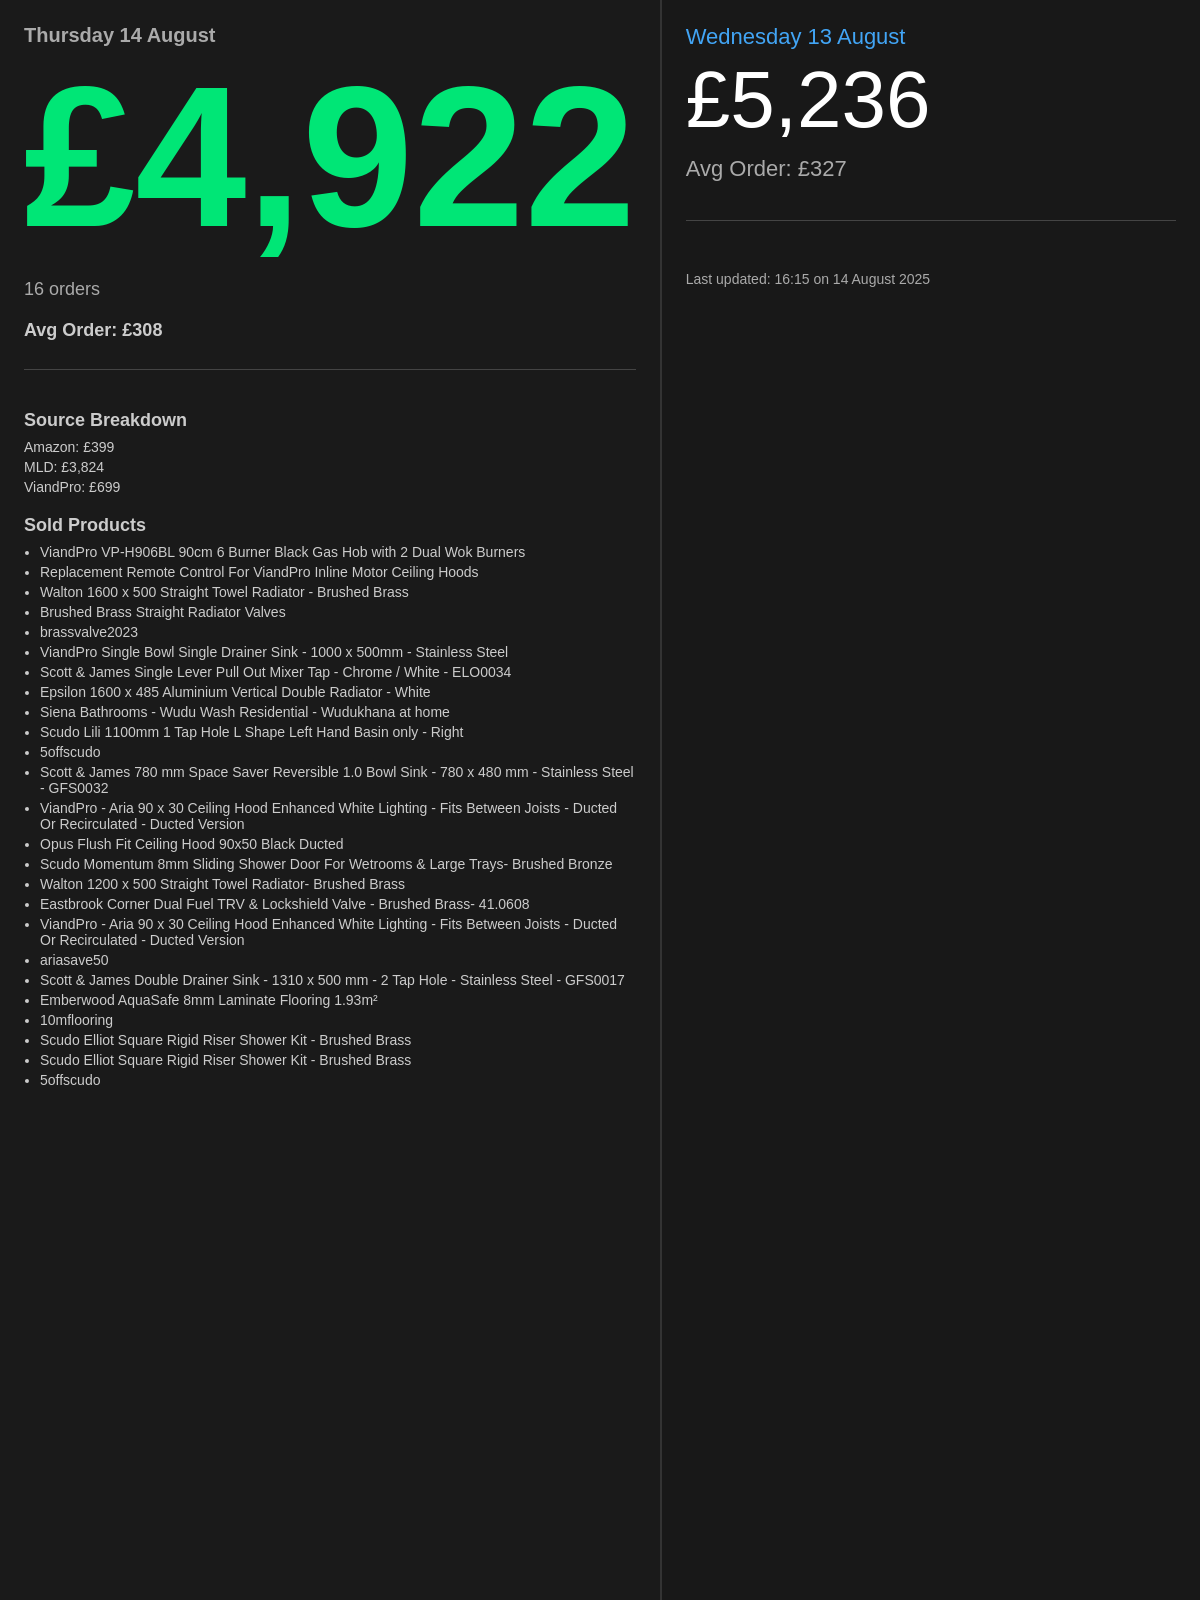 Thursday 14 August
£4,922
16 orders
Avg Order: £308
Source Breakdown
Amazon: £399
MLD: £3,824
ViandPro: £699
Sold Products
• ViandPro VP-H906BL 90cm 6 Burner Black Gas Hob with 2 Dual Wok Burners
• Replacement Remote Control For ViandPro Inline Motor Ceiling Hoods
• Walton 1600 x 500 Straight Towel Radiator - Brushed Brass
• Brushed Brass Straight Radiator Valves
• brassvalve2023
• ViandPro Single Bowl Single Drainer Sink - 1000 x 500mm - Stainless Steel
• Scott & James Single Lever Pull Out Mixer Tap - Chrome / White - ELO0034
• Epsilon 1600 x 485 Aluminium Vertical Double Radiator - White
• Siena Bathrooms - Wudu Wash Residential - Wudukhana at home
• Scudo Lili 1100mm 1 Tap Hole L Shape Left Hand Basin only - Right
• 5offscudo
• Scott & James 780 mm Space Saver Reversible 1.0 Bowl Sink - 780 x 480 mm - Stainless Steel
- GFS0032
• ViandPro - Aria 90 x 30 Ceiling Hood Enhanced White Lighting - Fits Between Joists - Ducted
Or Recirculated - Ducted Version
• Opus Flush Fit Ceiling Hood 90x50 Black Ducted
• Scudo Momentum 8mm Sliding Shower Door For Wetrooms & Large Trays- Brushed Bronze
• Walton 1200 x 500 Straight Towel Radiator- Brushed Brass
• Eastbrook Corner Dual Fuel TRV & Lockshield Valve - Brushed Brass- 41.0608
• ViandPro - Aria 90 x 30 Ceiling Hood Enhanced White Lighting - Fits Between Joists - Ducted
Or Recirculated - Ducted Version
• ariasave50
• Scott & James Double Drainer Sink - 1310 x 500 mm - 2 Tap Hole - Stainless Steel - GFS0017
• Emberwood AquaSafe 8mm Laminate Flooring 1.93m²
• 10mflooring
• Scudo Elliot Square Rigid Riser Shower Kit - Brushed Brass
• Scudo Elliot Square Rigid Riser Shower Kit - Brushed Brass
• 5offscudo
Wednesday 13 August
£5,236
Avg Order: £327
Last updated: 16:15 on 14 August 2025